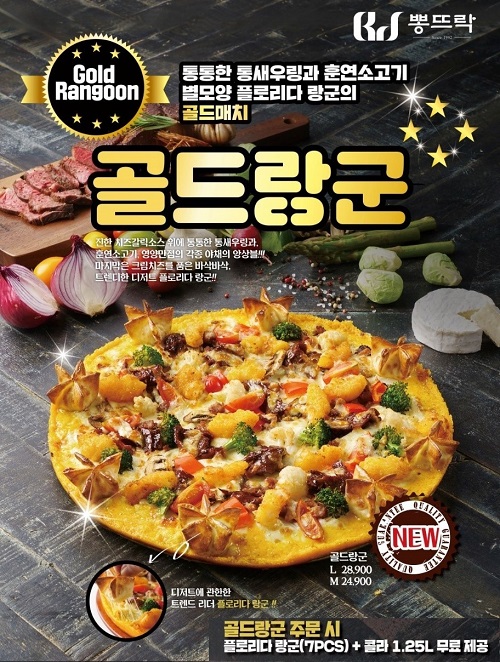 뽕뜨락
Since. 1992
Gold
Rangoon
통통한 통새우링과 훈연소고기
별모양 플로리다 랑군의
골드매치
골드랑군
진한 치즈갈릭소스 위에 통통한 통새우링과,
훈연소고기, 영양만점의 각종 야채의 앙상블!!!
마지막은 크림치즈를 품은 바삭바삭,
트렌디한 디저트 플로리다 랑군!!
QUALITY GUARANTEE
NEW
골드랑군
L 28.900
M 24.900
디저트에 관한한
트렌드 리더 플로리다 랑군 !!
골드랑군 주문 시
플로리다 랑군(7PCS) + 콜라 1.25L 무료 제공